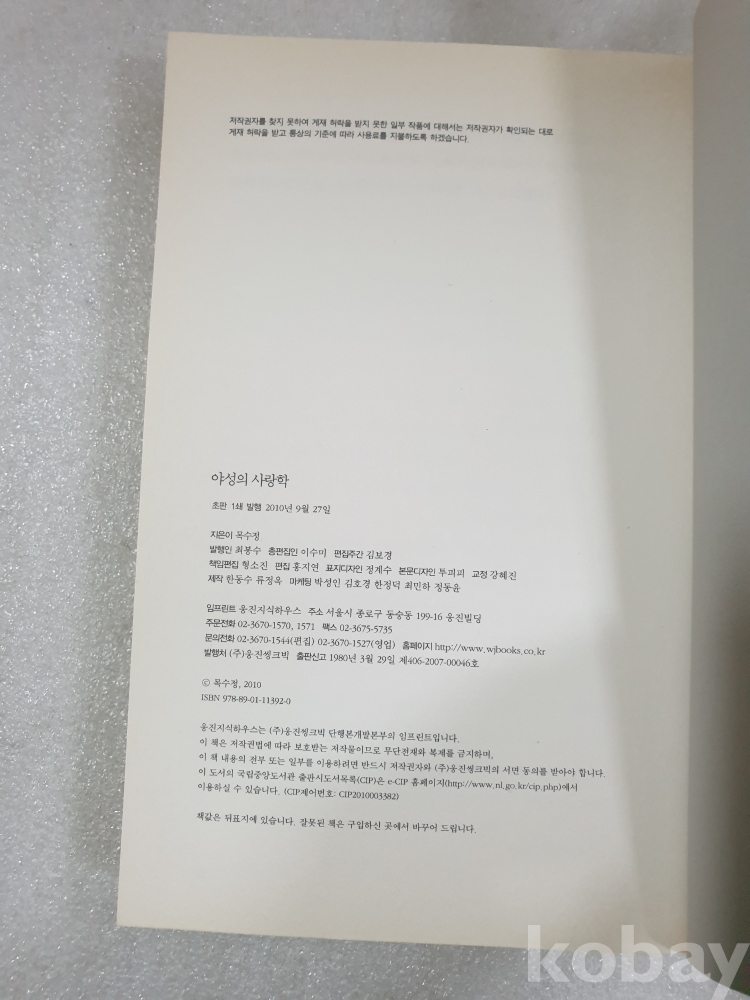 저작권자를 찾지 못하여 게재 허락을 받지 못한 일부 작품에 대해서는 저작권자가 확인되는 대로
게재 허락을 받고 통상의 기준에 따라 사용료를 지불하도록 하겠습니다.
야성의 사랑학
초판 1쇄 발행 2010년 9월 27일
지은이 목수정
발행인 최봉수 총편집인 이수미 편집주간 김보경
책임편집 형소진 편집 홍지연 표지디자인 정계수 본문디자인 투피피 교정 강혜진
제작 한동수 류정옥 마케팅 박성인 김호경 한정덕 최민하 정동윤
임프린트 웅진지식하우스 주소 서울시 종로구 동숭동 199-16 웅진빌딩
주문전화 02-3670-1570, 1571 팩스 02-3675-5735
문의전화 02-3670-1544(편집) 02-3670-1527(영업) 홈페이지 http://www.wjbooks.co.kr
발행처 (주)웅진씽크빅 출판신고 1980년 3월 29일 제406-2007-00046호
ⓒ 목수정, 2010
ISBN 978-89-01-11392-0
웅진지식하우스는 (주)웅진씽크빅 단행본개발본부의 임프린트입니다.
이 책은 저작권법에 따라 보호받는 저작물이므로 무단전재와 복제를 금지하며,
이 책 내용의 전부 또는 일부를 이용하려면 반드시 저작권자와 (주)웅진씽크빅의 서면 동의를 받아야 합니다.
이 도서의 국립중앙도서관 출판시도서목록(CIP)은 e-CIP 홈페이지(http://www.nl.go.kr/cip.php)에서
이용하실 수 있습니다. (CIP제어번호: CIP2010003382)
책값은 뒤표지에 있습니다. 잘못된 책은 구입하신 곳에서 바꾸어 드립니다.
kobay